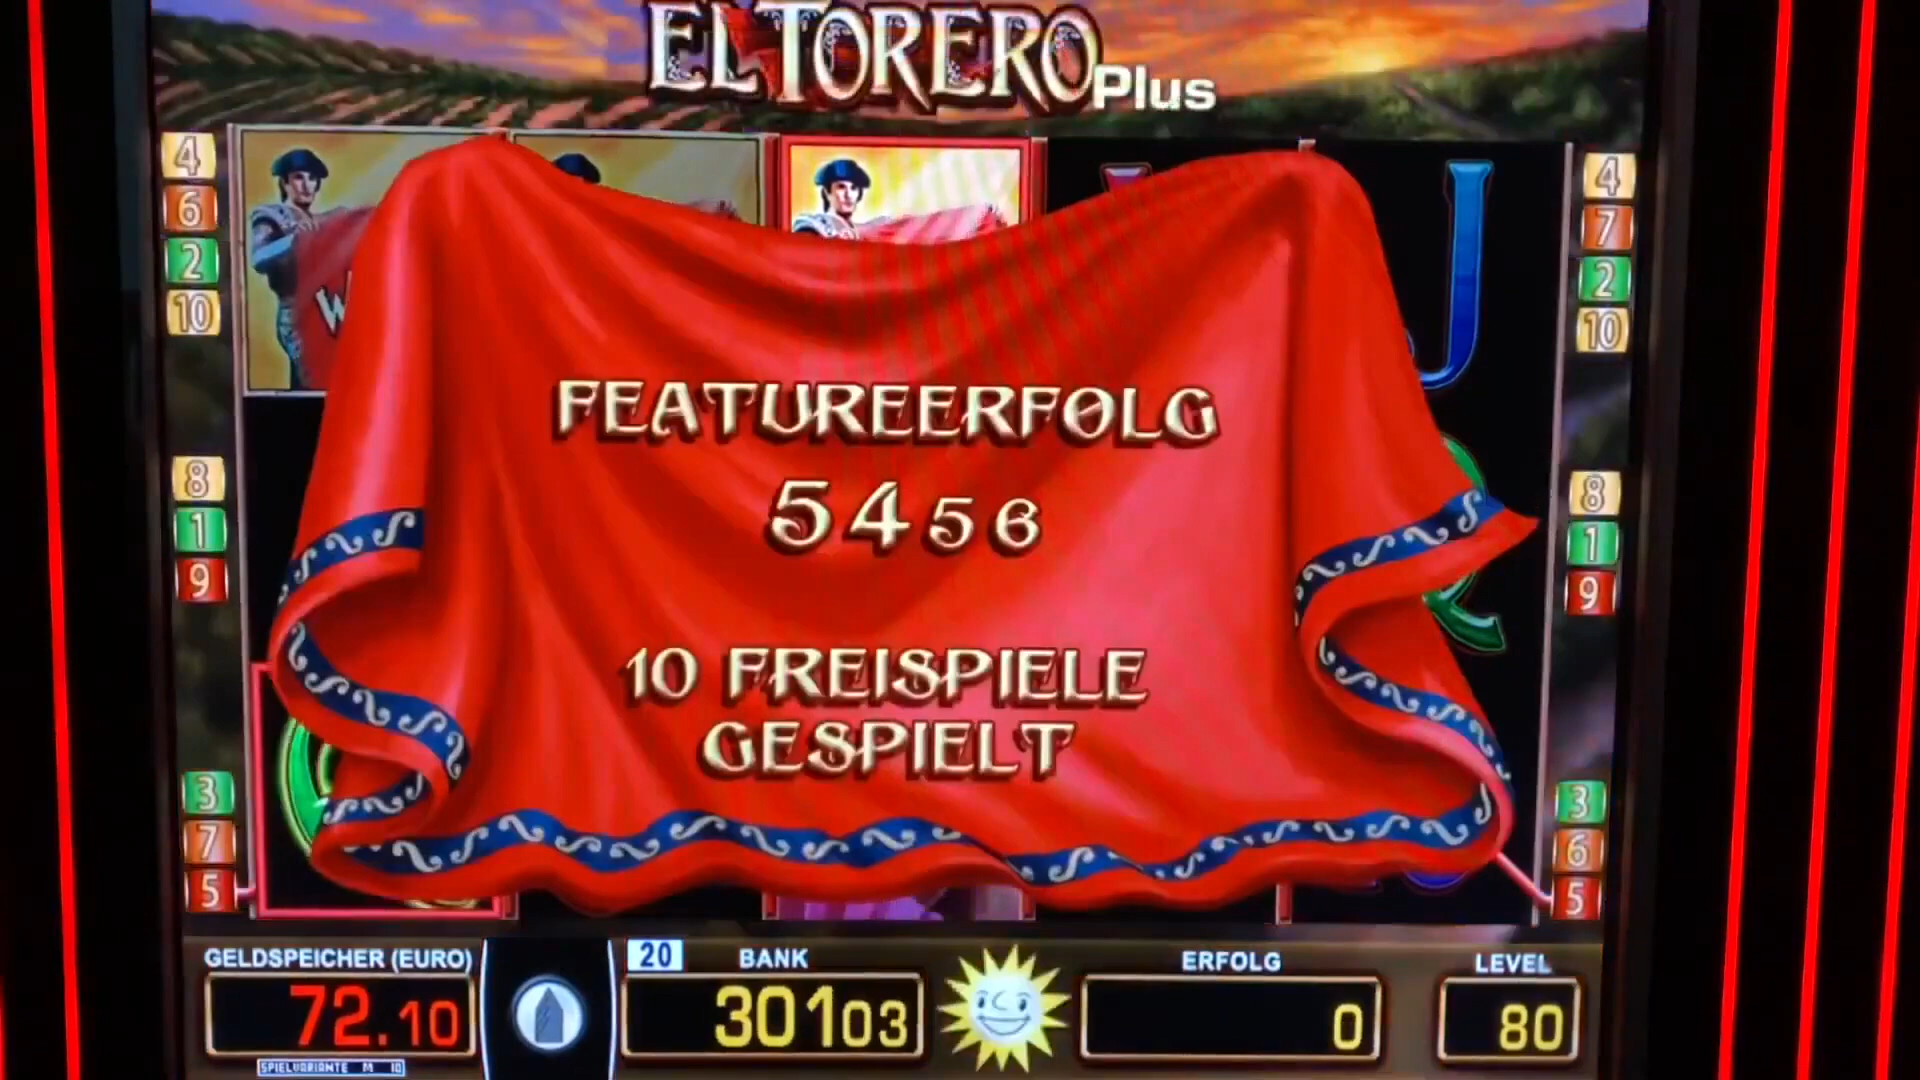 EL TORERO Plus
4 4
6 7
2 2
10 10
W
J
FEATUREERFOLG
5456
8 8
1 1
9 9
10 FREISPIELE
GESPIELT
3 3
7 6
5 5
GELDSPEICHER (EURO) 20 BANK ERFOLG LEVEL
72.10 30103 0 80
SPIELVARIANTE M 10